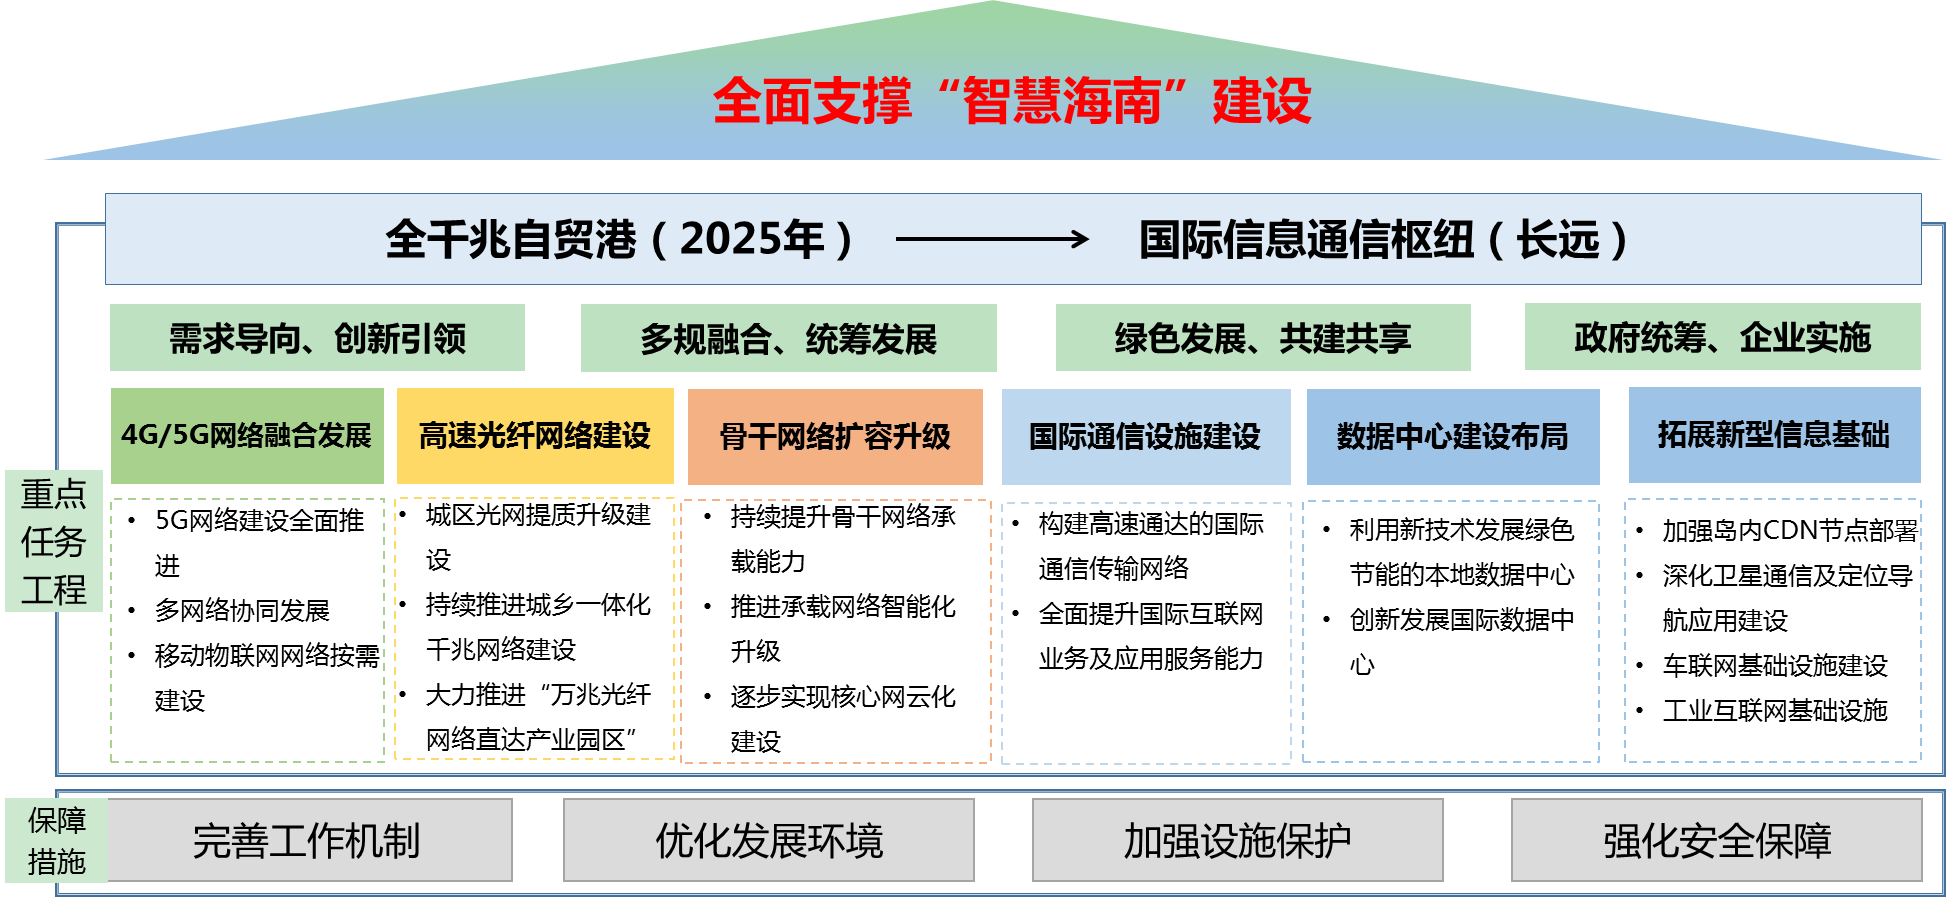 全面支撑“智慧海南”建设
全千兆自贸港（2025年）
国际信息通信枢纽（长远）
需求导向、创新引领
多规融合、统筹发展
绿色发展、共建共享
政府统筹、企业实施
重点
任务
工程
4G/5G网络融合发展
• 5G网络建设全面推
进
• 多网络协同发展
• 移动物联网网络按需
建设
高速光纤网络建设
• 城区光网提质升级建
设
• 持续推进城乡一体化
千兆网络建设
• 大力推进“万兆光纤
网络直达产业园区”
骨干网络扩容升级
• 持续提升骨干网络承
载能力
• 推进承载网络智能化
升级
• 逐步实现核心网云化
建设
国际通信设施建设
• 构建高速通达的国际
通信传输网络
• 全面提升国际互联网
业务及应用服务能力
数据中心建设布局
• 利用新技术发展绿色
节能的本地数据中心
• 创新发展国际数据中
心
拓展新型信息基础
• 加强岛内CDN节点部署
• 深化卫星通信及定位导
航应用建设
• 车联网基础设施建设
• 工业互联网基础设施
保障
措施
完善工作机制
优化发展环境
加强设施保护
强化安全保障